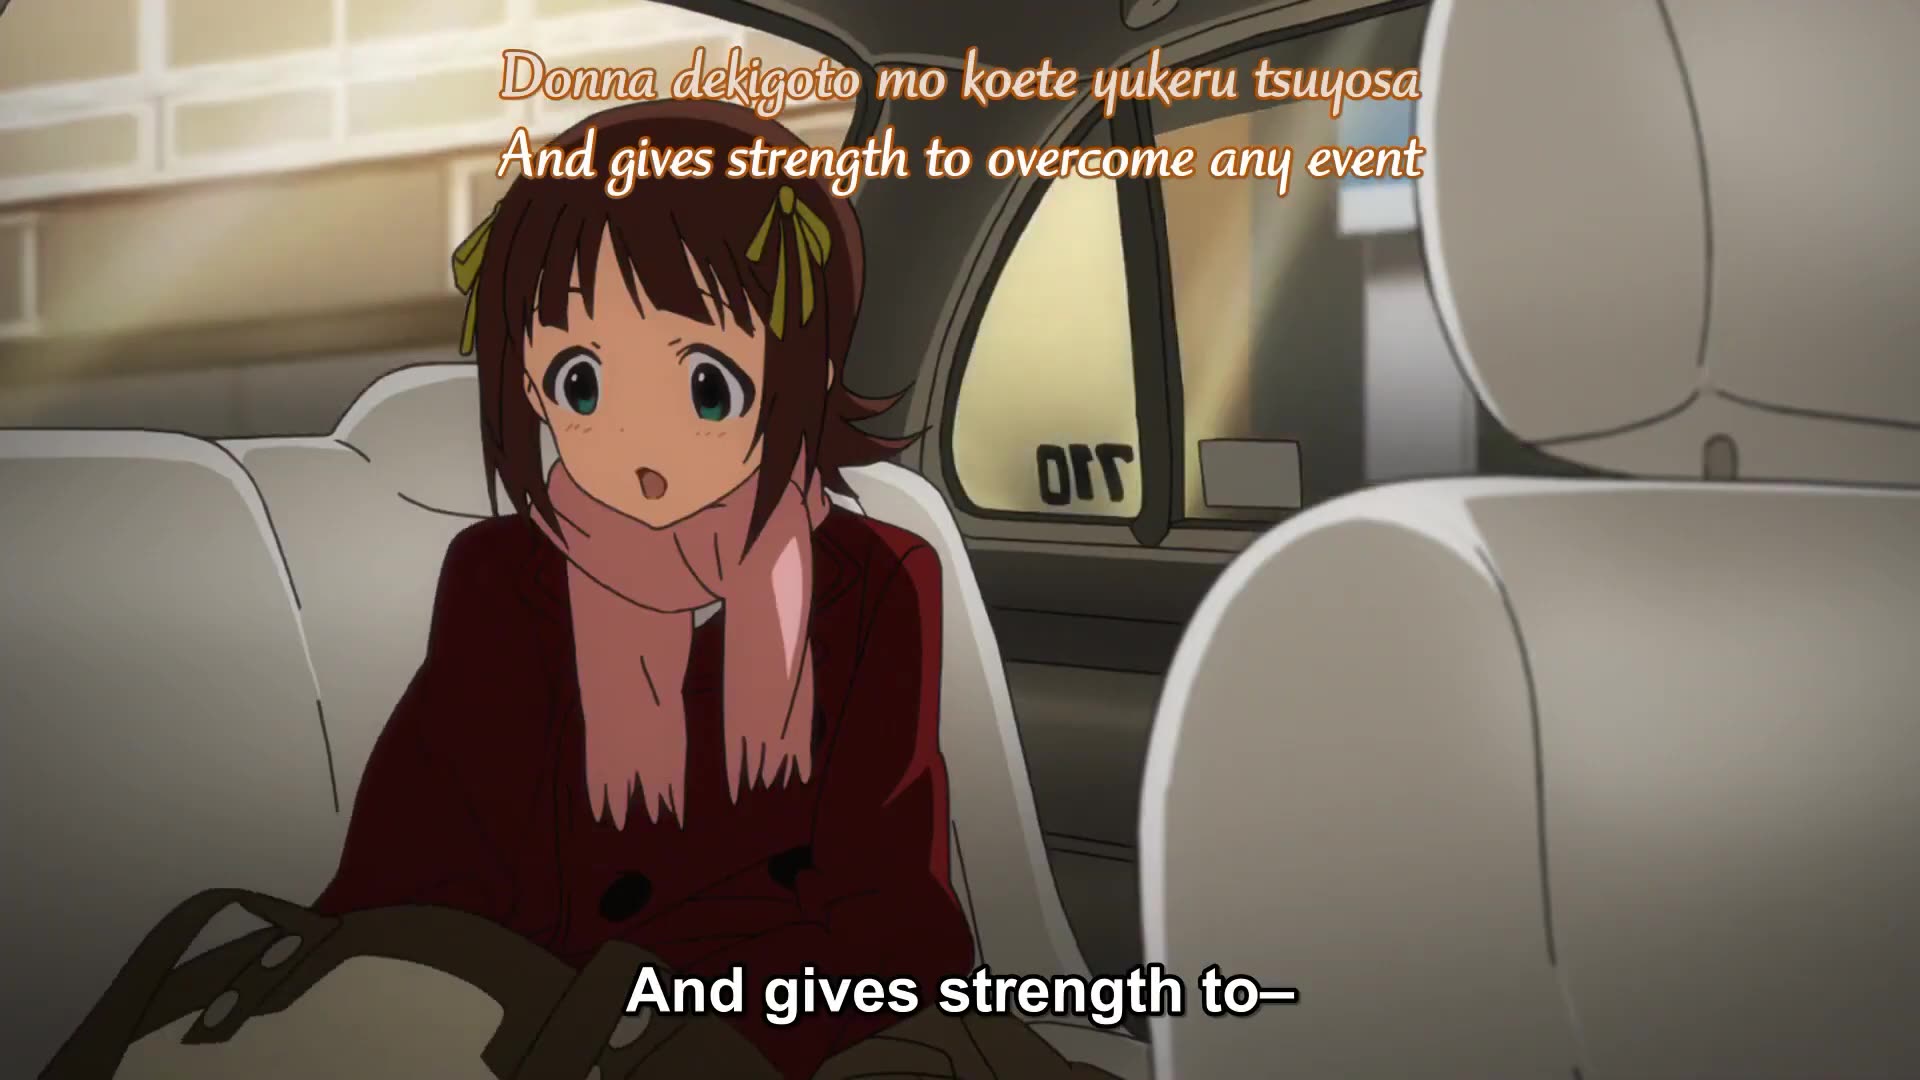 Donna dekigoto mo koete yukeru tsuyosa
And gives strength to overcome any event
710
And gives strength to–